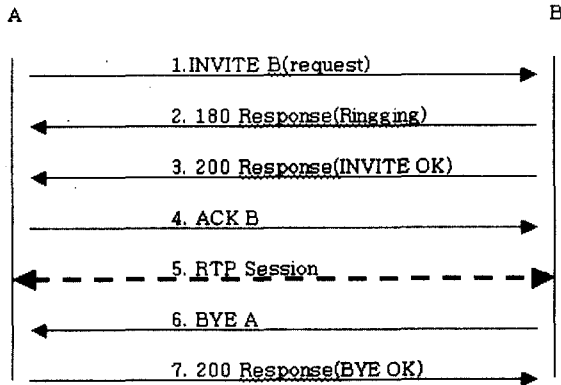 A
B
1.INVITE B(request)
2. 180 Response(Ringging)
3. 200 Response(INVITE OK)
4. ACK B
5. RTP Session
6. BYE A
7. 200 Response(BYE OK)